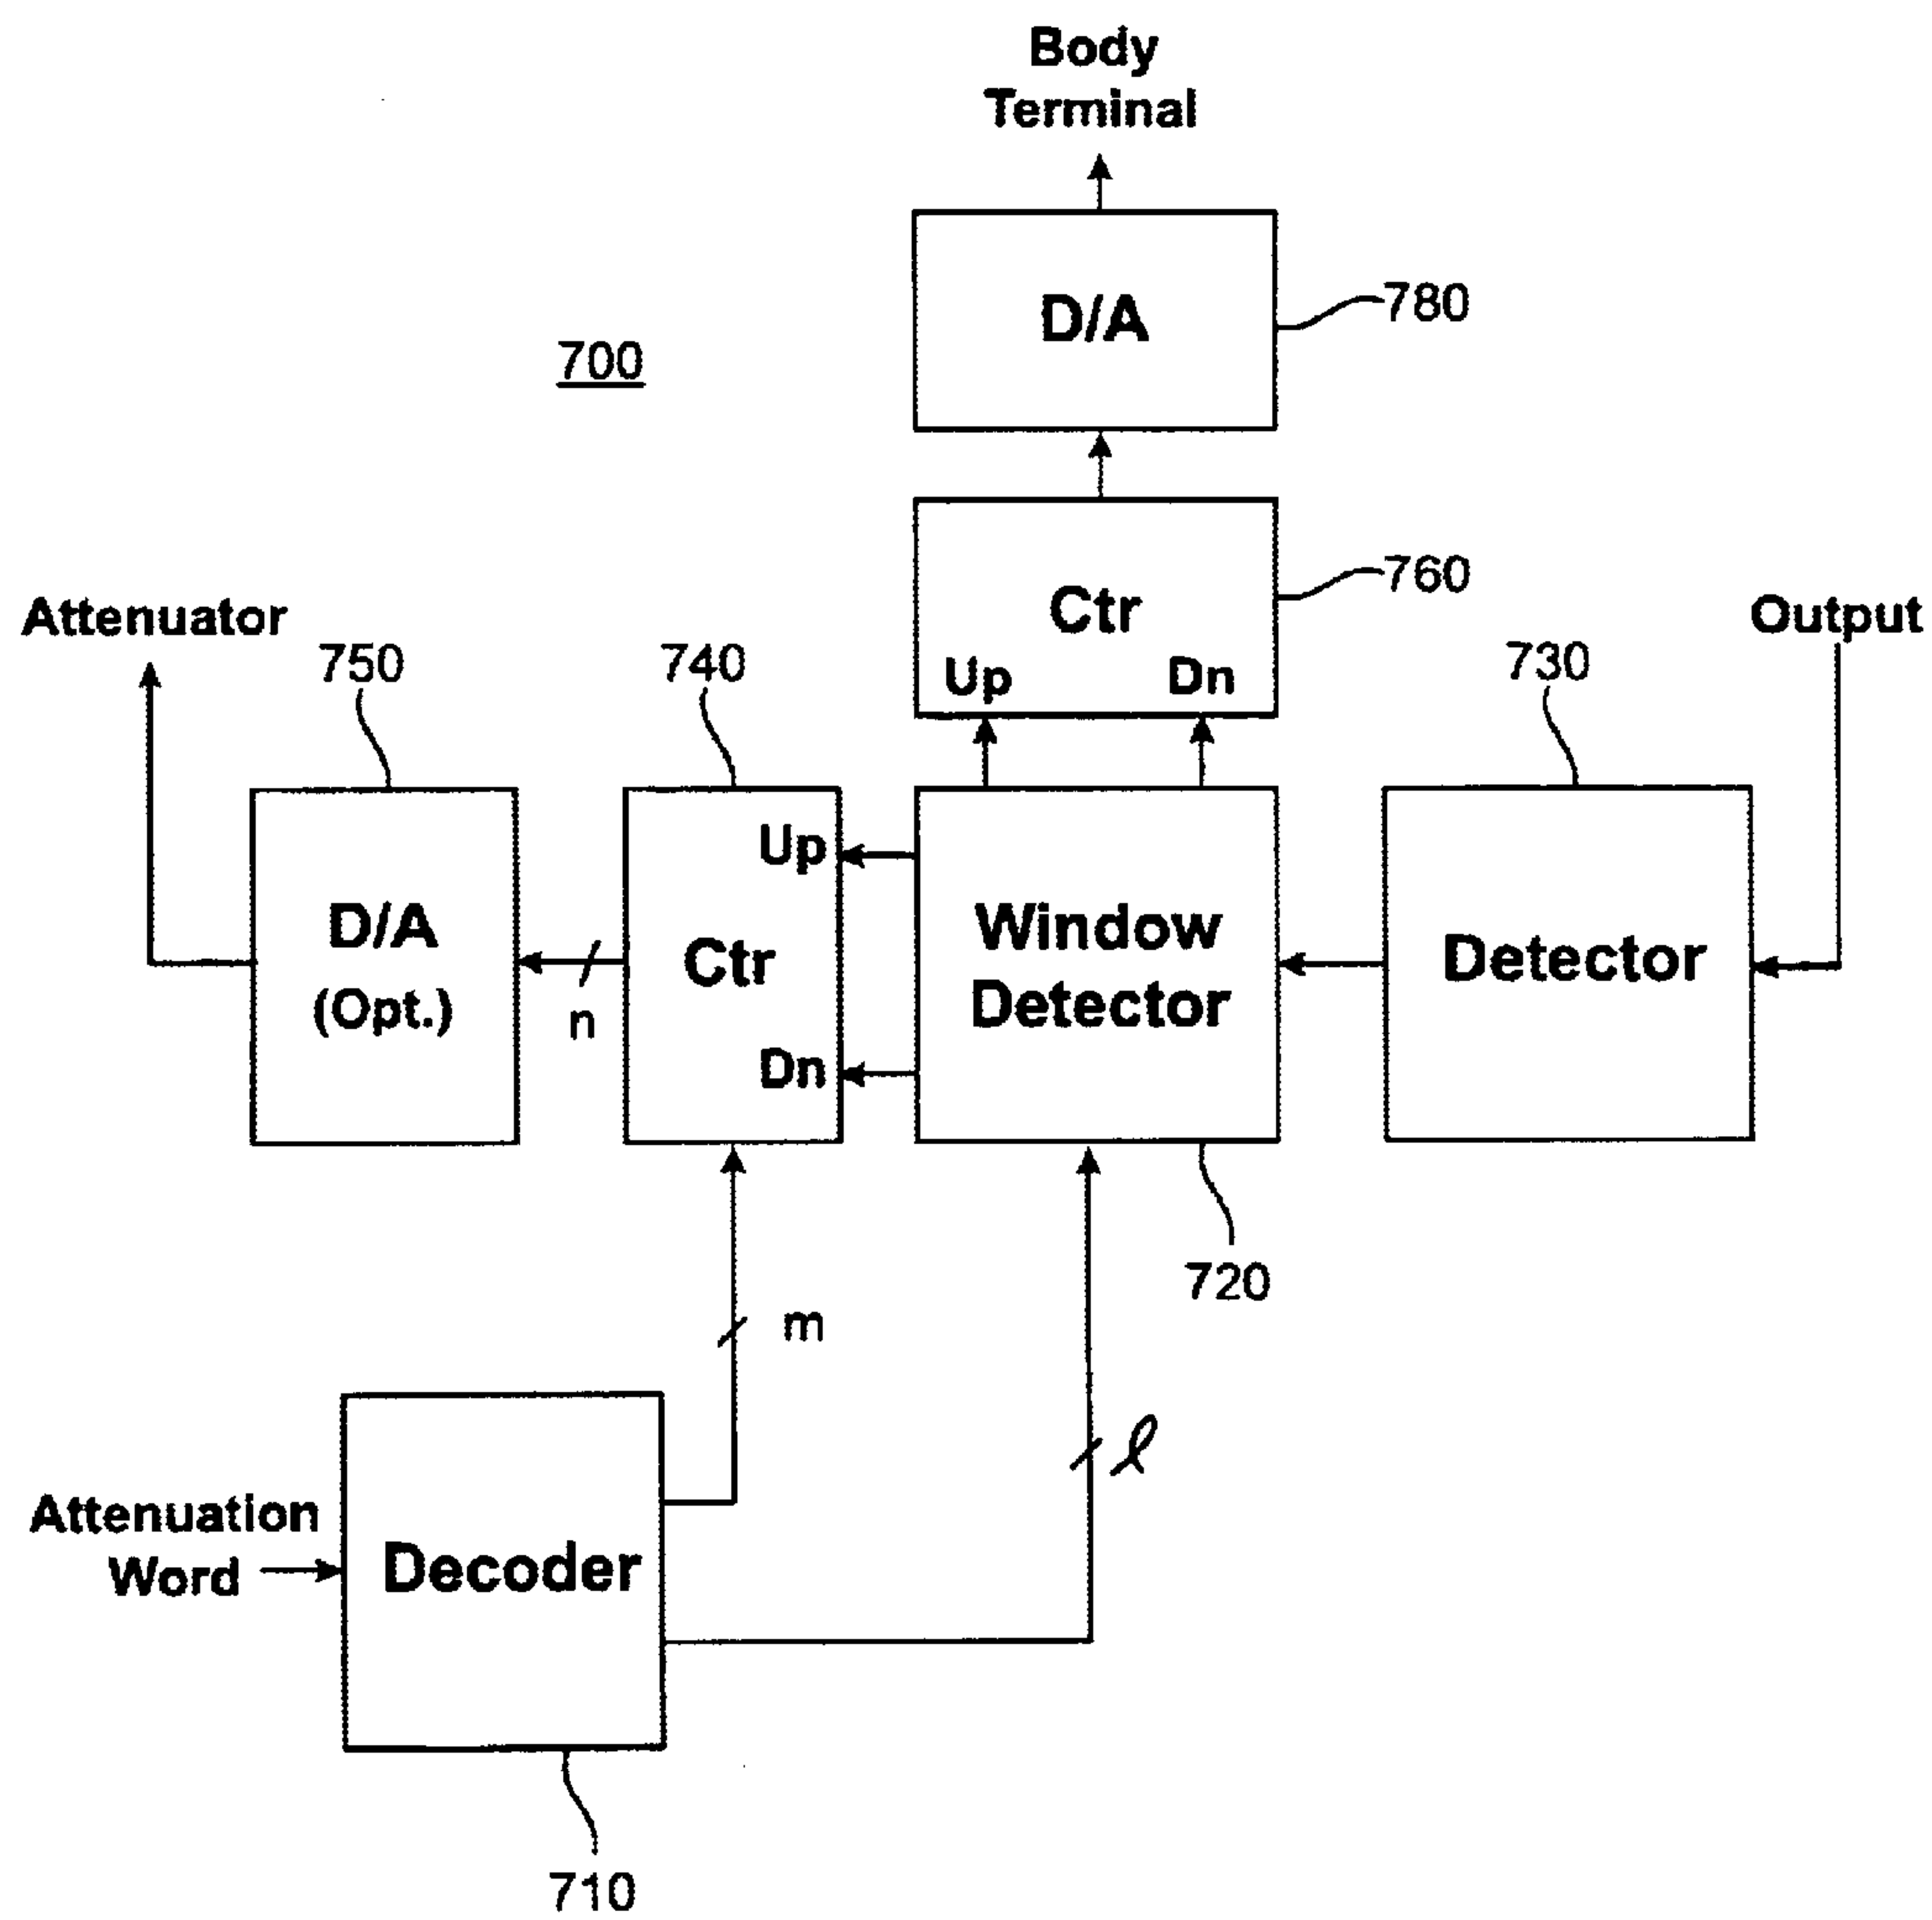 Body
Terminal
D/A
780
700
Ctr
Up
Dn
760
Attenuator
750
740
730
Output
D/A
(Opt.)
n
Up
Ctr
Dn
Window
Detector
Detector
720
m
ℓ
Attenuation
Word
Decoder
710